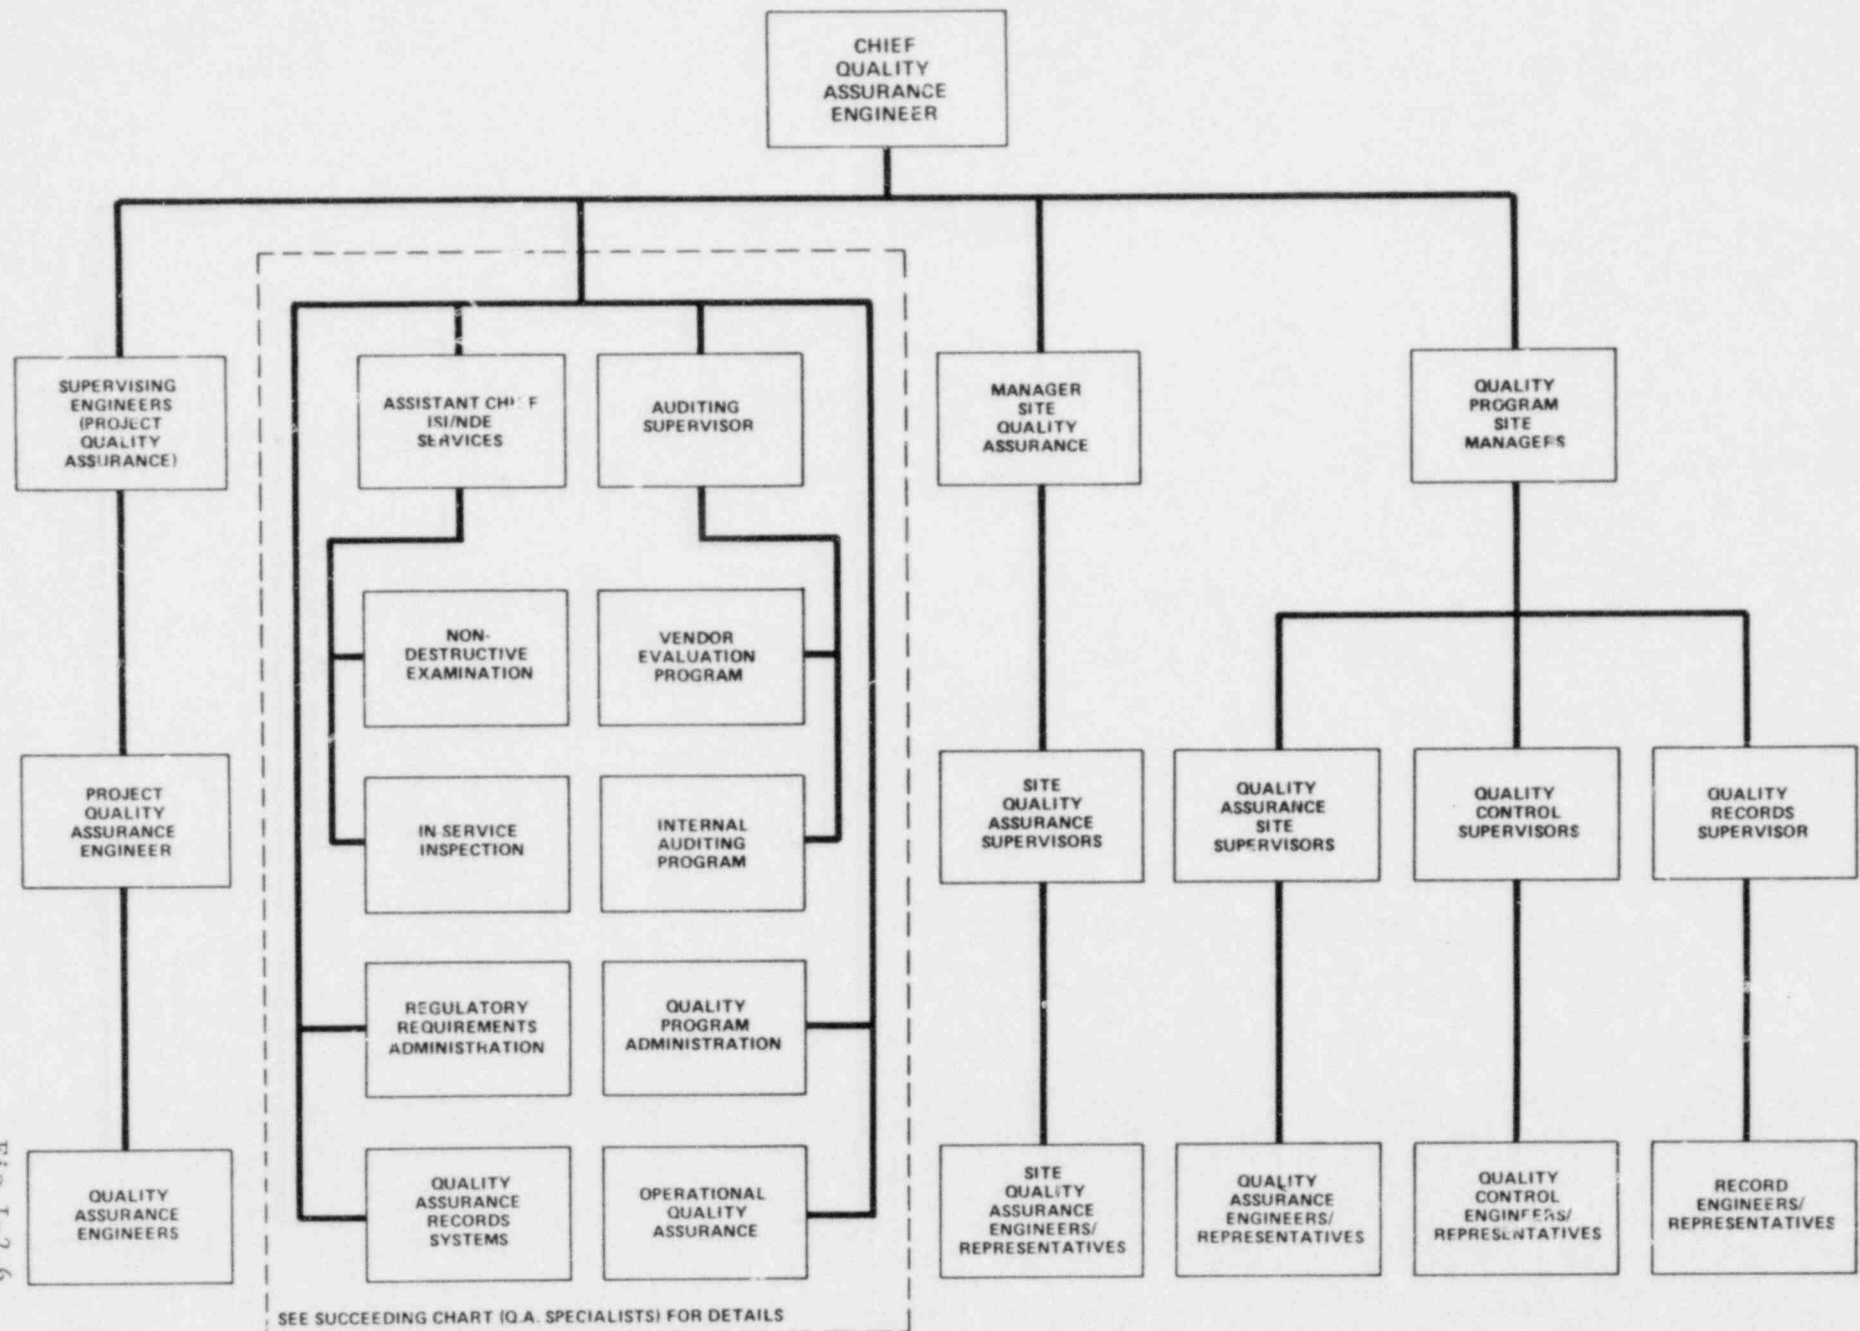 CHIEF
QUALITY
ASSURANCE
ENGINEER
SUPERVISING
ENGINEERS
(PROJECT
QUALITY
ASSURANCE)
ASSISTANT CHIEF
ISI/NDE
SERVICES
AUDITING
SUPERVISOR
MANAGER
SITE
QUALITY
ASSURANCE
QUALITY
PROGRAM
SITE
MANAGERS
NON-
DESTRUCTIVE
EXAMINATION
VENDOR
EVALUATION
PROGRAM
PROJECT
QUALITY
ASSURANCE
ENGINEER
IN SERVICE
INSPECTION
INTERNAL
AUDITING
PROGRAM
SITE
QUALITY
ASSURANCE
SUPERVISORS
QUALITY
ASSURANCE
SITE
SUPERVISORS
QUALITY
CONTROL
SUPERVISORS
QUALITY
RECORDS
SUPERVISOR
REGULATORY
REQUIREMENTS
ADMINISTRATION
QUALITY
PROGRAM
ADMINISTRATION
QUALITY
ASSURANCE
ENGINEERS
QUALITY
ASSURANCE
RECORDS
SYSTEMS
OPERATIONAL
QUALITY
ASSURANCE
SITE
QUALITY
ASSURANCE
ENGINEERS/
REPRESENTATIVES
QUALITY
ASSURANCE
ENGINEERS/
REPRESENTATIVES
QUALITY
CONTROL
ENGINEERS/
REPRESENTATIVES
RECORD
ENGINEERS/
REPRESENTATIVES
SEE SUCCEEDING CHART (Q.A. SPECIALISTS) FOR DETAILS